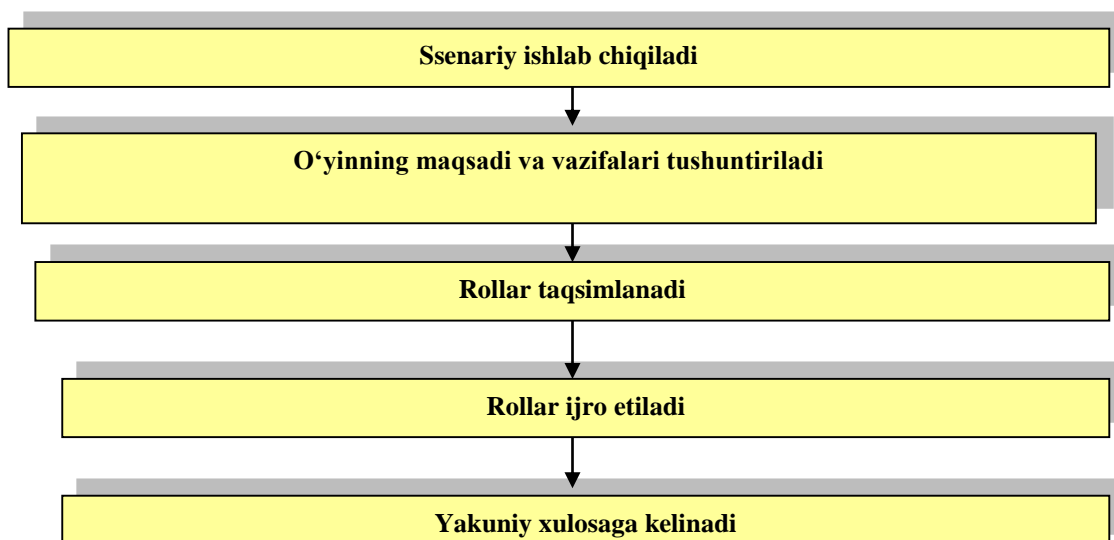 Ssenariy ishlab chiqiladi
O‘yinning maqsadi va vazifalari tushuntiriladi
Rollar taqsimlanadi
Rollar ijro etiladi
Yakuniy xulosaga kelinadi